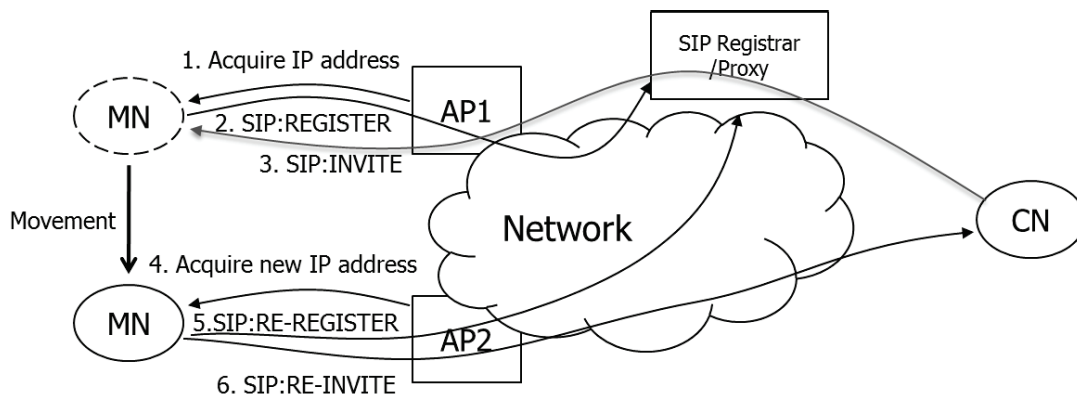 SIP Registrar
/Proxy
1. Acquire IP address
MN
AP1
2. SIP:REGISTER
3. SIP:INVITE
Movement
Network
CN
4. Acquire new IP address
MN
5.SIP:RE-REGISTER
AP2
6. SIP:RE-INVITE